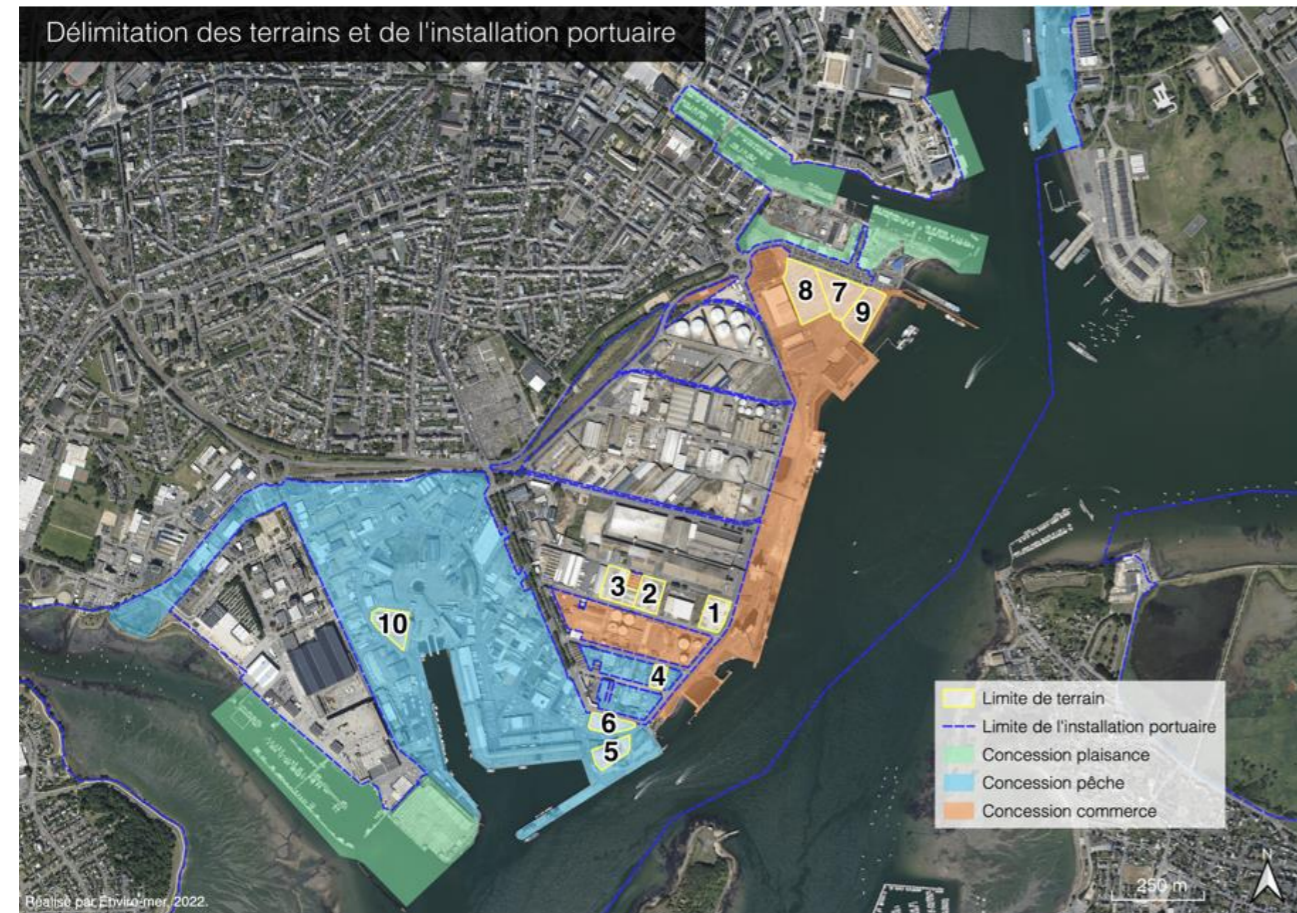 Délimitation des terrains et de l'installation portuaire
8
7
9
3
2
1
10
4
6
5
Limite de terrain
Limite de l'installation portuaire
Concession plaisance
Concession pêche
Concession commerce
N
250 m
Réalisé par Enviro-mer, 2022.